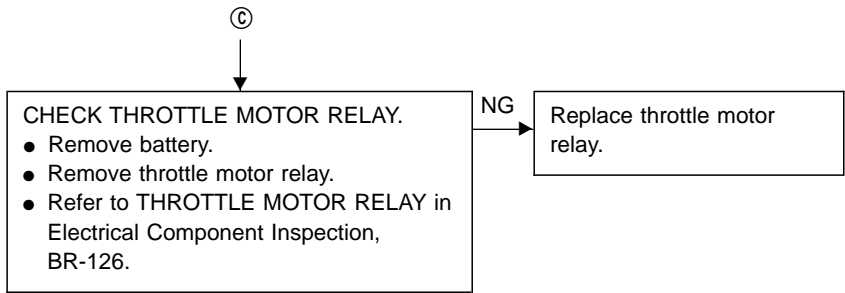 Ⓒ
CHECK THROTTLE MOTOR RELAY.
● Remove battery.
● Remove throttle motor relay.
● Refer to THROTTLE MOTOR RELAY in
Electrical Component Inspection,
BR-126.
NG
Replace throttle motor
relay.